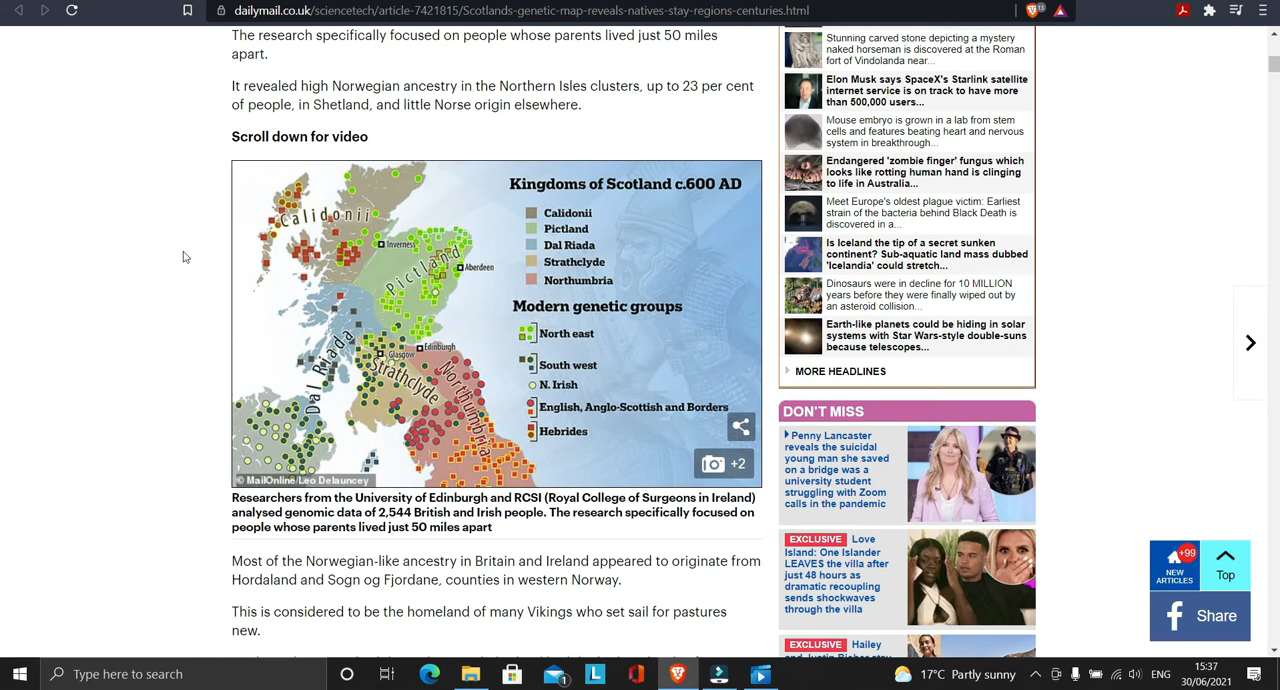 dailymail.co.uk/sciencetech/article-7421815/Scotlands-genetic-map-reveals-natives-stay-regions-centuries.html
13
The research specifically focused on people whose parents lived just 50 miles
apart.
It revealed high Norwegian ancestry in the Northern Isles clusters, up to 23 per cent
of people, in Shetland, and little Norse origin elsewhere.
Scroll down for video
Kingdoms of Scotland c.600 AD
Calidonii
Pictland
Dal Riada
Strathclyde
Northumbria
Modern genetic groups
North east
South west
N. Irish
English, Anglo-Scottish and Borders
Hebrides
Calidonii
Inverness
Pictland
Aberdeen
Dal Riada
Glasgow
Edinburgh
Strathclyde
Northumbria
+2
© MailOnline/Leo Delauncey
Researchers from the University of Edinburgh and RCSI (Royal College of Surgeons in Ireland)
analysed genomic data of 2,544 British and Irish people. The research specifically focused on
people whose parents lived just 50 miles apart
Most of the Norwegian-like ancestry in Britain and Ireland appeared to originate from
Hordaland and Sogn og Fjordane, counties in western Norway.
This is considered to be the homeland of many Vikings who set sail for pastures
new.
Stunning carved stone depicting a mystery
naked horseman is discovered at the Roman
fort of Vindolanda near...
Elon Musk says SpaceX's Starlink satellite
internet service is on track to have more
than 500,000 users...
Mouse embryo is grown in a lab from stem
cells and features beating heart and nervous
system in breakthrough...
Endangered 'zombie finger' fungus which
looks like rotting human hand is clinging
to life in Australia...
Meet Europe's oldest plague victim: Earliest
strain of the bacteria behind Black Death is
discovered in a...
Is Iceland the tip of a secret sunken
continent? Sub-aquatic land mass dubbed
'Icelandia' could stretch...
Dinosaurs were in decline for 10 MILLION
years before they were finally wiped out by
an asteroid collision...
Earth-like planets could be hiding in solar
systems with Star Wars-style double-suns
because telescopes...
MORE HEADLINES
DON'T MISS
Penny Lancaster
reveals the suicidal
young man she saved
on a bridge was a
university student
struggling with Zoom
calls in the pandemic
EXCLUSIVE Love
Island: One Islander
LEAVES the villa after
just 48 hours as
dramatic recoupling
sends shockwaves
through the villa
EXCLUSIVE Hailey
+99
NEW
ARTICLES
Top
Share
Type here to search
1
L
17°C Partly sunny
ENG
15:37
30/06/2021